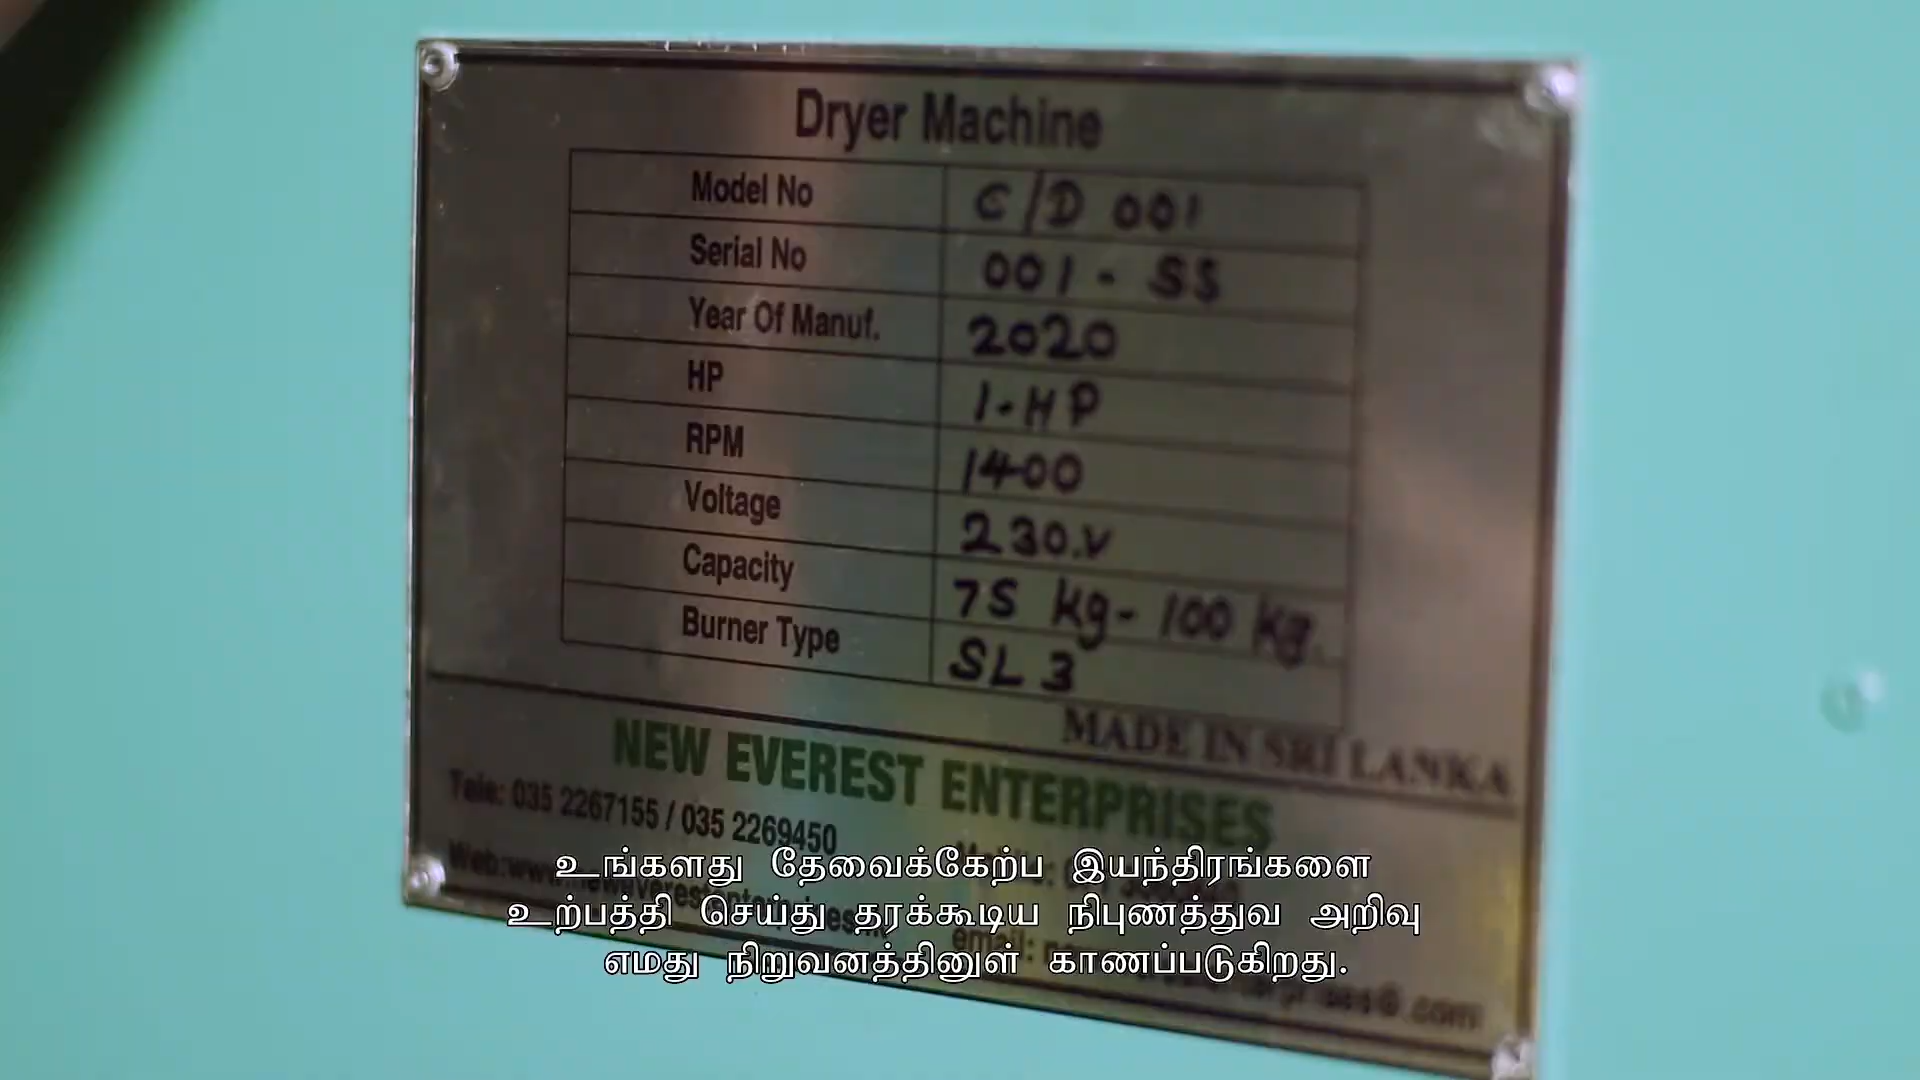 Dryer Machine
Model No C/D 001
Serial No 001 - SS
Year Of Manuf. 2020
HP 1-HP
RPM 1400
Voltage 230.V
Capacity 75 kg - 100 kg.
Burner Type SL 3
MADE IN SRI LANKA
NEW EVEREST ENTERPRISES
Tele: 035 2267155 / 035 2269450
உங்களது தேவைக்கேற்ப இயந்திரங்களை
உற்பத்தி செய்து தரக்கூடிய நிபுணத்துவ அறிவு
email:
எமது நிறுவனத்தினுள் காணப்படுகிறது.